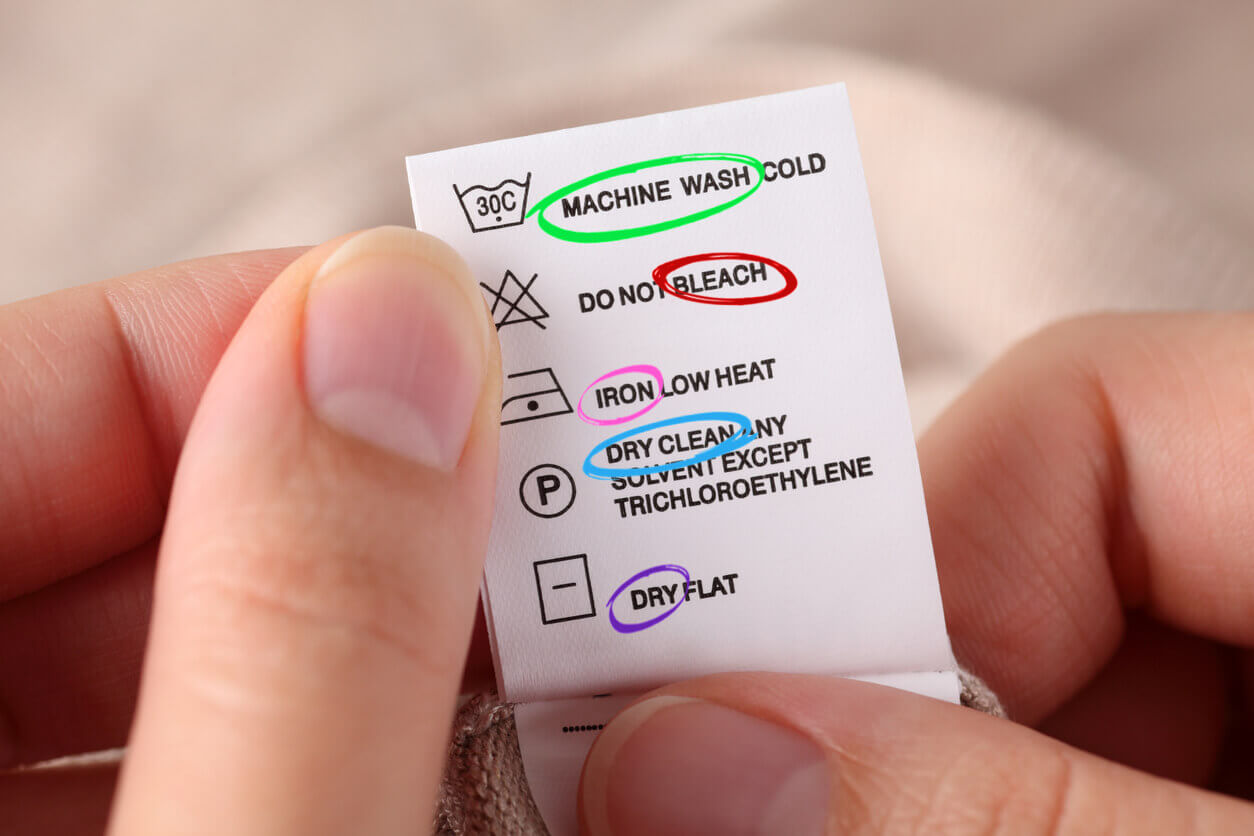 30C MACHINE WASH COLD
DO NOT BLEACH
IRON LOW HEAT
DRY CLEAN ANY
SOLVENT EXCEPT
P TRICHLOROETHYLENE
DRY FLAT